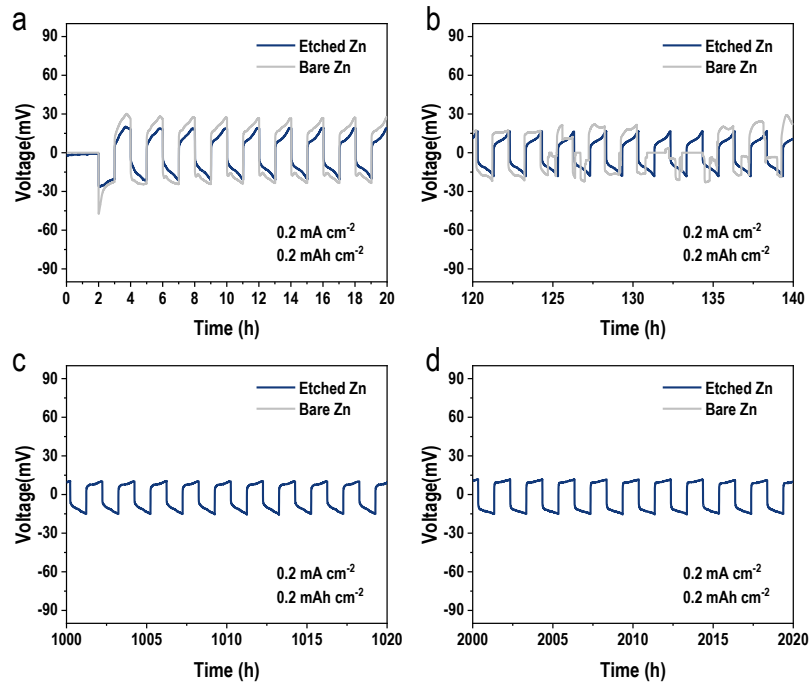 a
90
60
30
0
-30
-60
-90
Voltage(mV)
Etched Zn
Bare Zn
0.2 mA cm⁻²
0.2 mAh cm⁻²
0 2 4 6 8 10 12 14 16 18 20
Time (h)
b
90
60
30
0
-30
-60
-90
Voltage(mV)
Etched Zn
Bare Zn
0.2 mA cm⁻²
0.2 mAh cm⁻²
120 125 130 135 140
Time (h)
c
90
60
30
0
-30
-60
-90
Voltage(mV)
Etched Zn
Bare Zn
0.2 mA cm⁻²
0.2 mAh cm⁻²
1000 1005 1010 1015 1020
Time (h)
d
90
60
30
0
-30
-60
-90
Voltage(mV)
Etched Zn
Bare Zn
0.2 mA cm⁻²
0.2 mAh cm⁻²
2000 2005 2010 2015 2020
Time (h)